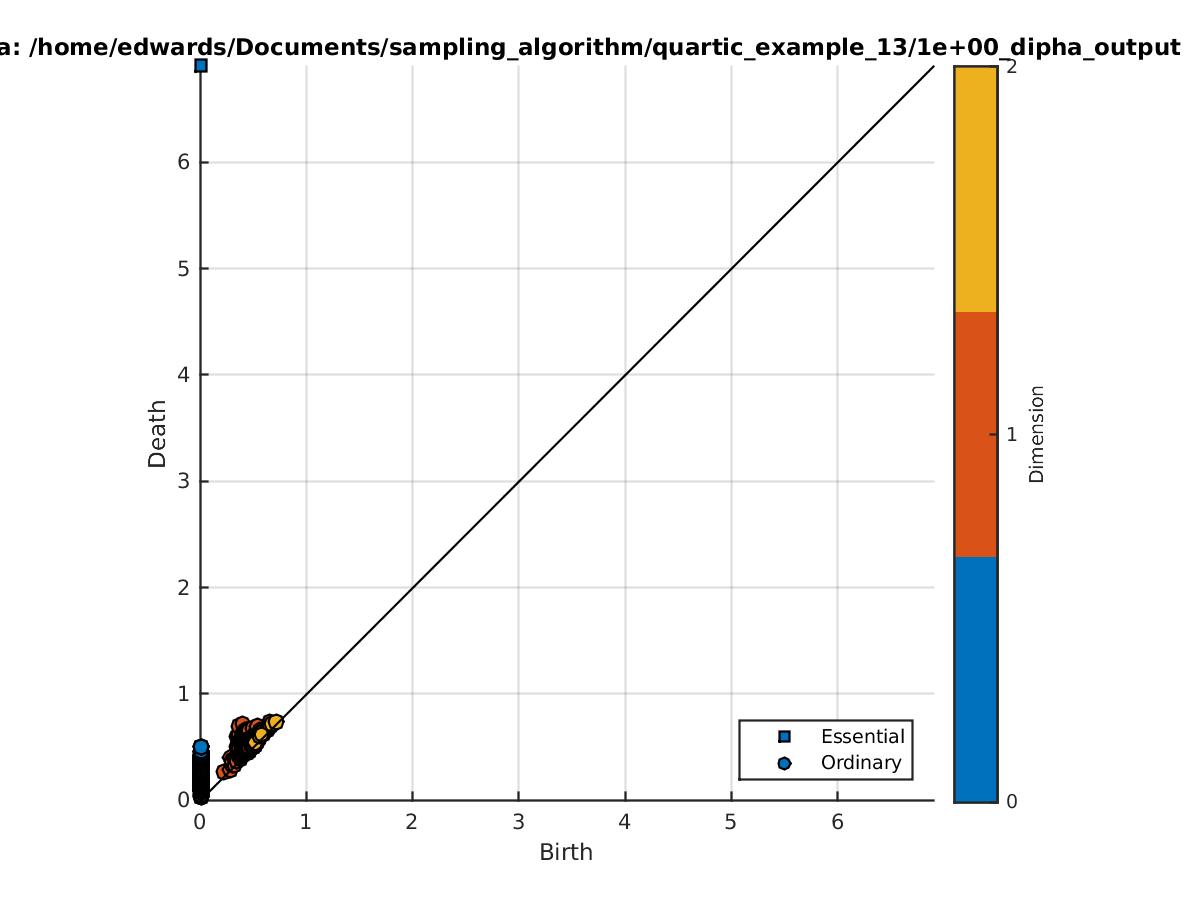 a: /home/edwards/Documents/sampling_algorithm/quartic_example_13/1e+00_dipha_output
6
5
4
3
2
1
0
Death
0 1 2 3 4 5 6
Birth
Essential
Ordinary
2
1
0
Dimension